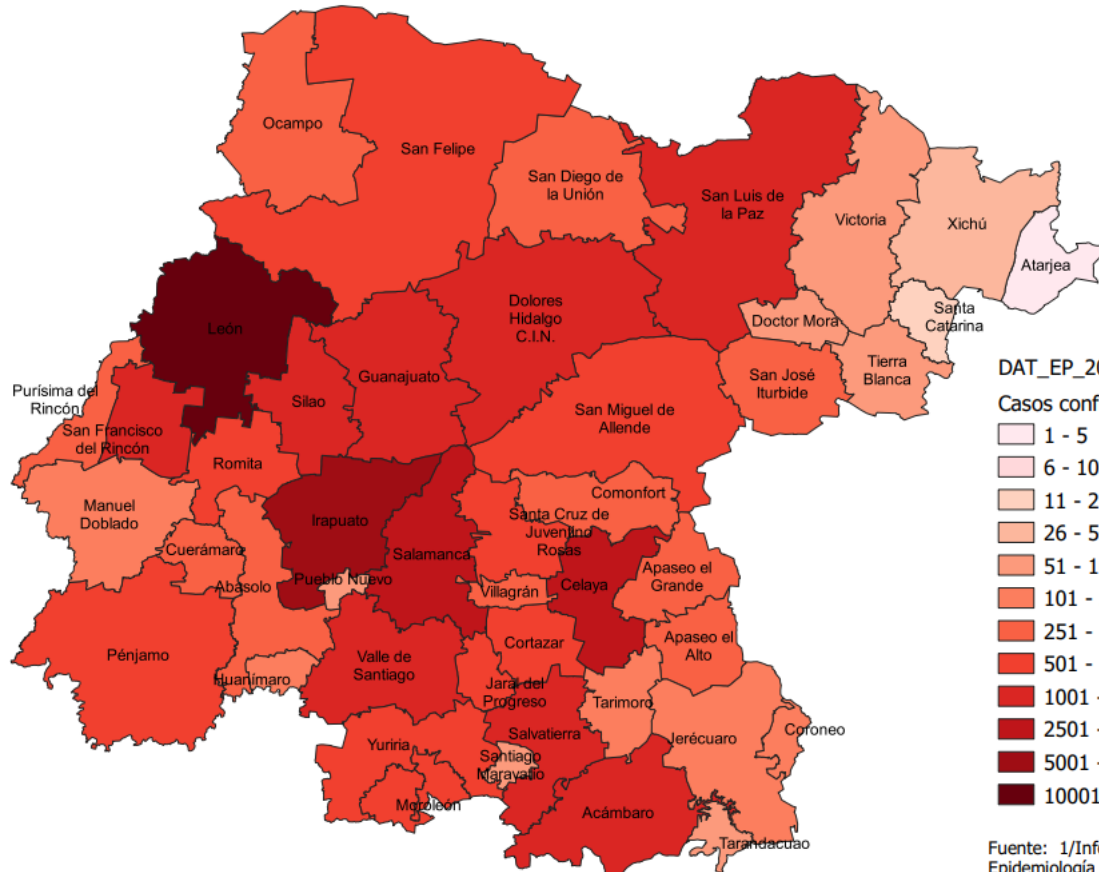 Ocampo
San Felipe
San Diego de
la Unión
San Luis de
la Paz
Victoria
Xichú
Atarjea
León
Dolores
Hidalgo
C.I.N.
Doctor Mora
Santa
Catarina
Guanajuato
Tierra
Blanca
San José
Iturbide
Purísima del
Rincón
Silao
San Miguel de
Allende
San Francisco
del Rincón
Romita
Manuel
Doblado
Comonfort
Irapuato
Santa Cruz de
Juventino
Rosas
Salamanca
Cuerámaro
Abasolo
Pueblo Nuevo
Villagrán
Celaya
Apaseo el
Grande
Pénjamo
Valle de
Santiago
Cortazar
Apaseo el
Alto
Huanímaro
Jaral del
Progreso
Tarimoro
Coroneo
Yuriria
Salvatierra
Jerécuaro
Santiago
Maravatío
Moroleón
Acámbaro
Tarandacuao
DAT_EP_20
Casos conf
1 - 5
6 - 10
11 - 2
26 - 5
51 - 1
101 -
251 -
501 -
1001 -
2501 -
5001 -
10001
Fuente: 1/Info
Epidemiología